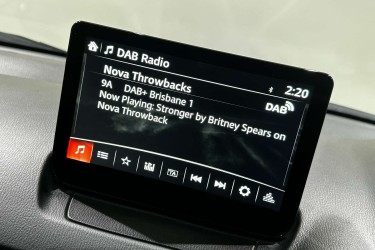 DAB Radio
Nova Throwbacks
2:20
9A DAB+ Brisbane 1
DAB
Now Playing: Stronger by Britney Spears on
Nova Throwback
TA